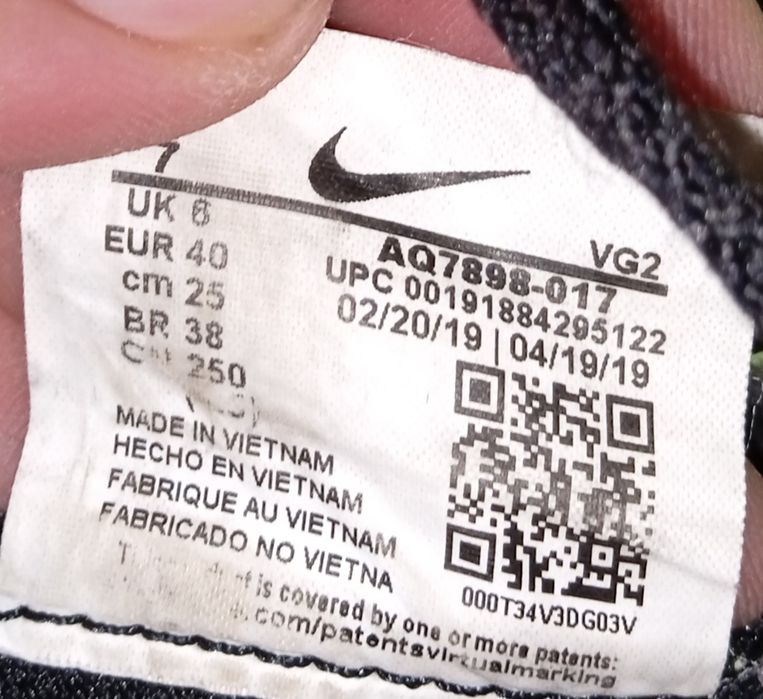 7
UK 6
EUR 40
cm 25
BR 38
250
VG2
AQ7898-017
UPC 00191884295122
02/20/19 | 04/19/19
MADE IN VIETNAM
HECHO EN VIETNAM
FABRIQUE AU VIETNAM
FABRICADO NO VIETNA
000T34V3DG03V
is covered by one or more patents:
.com/patentsvirtualmarking